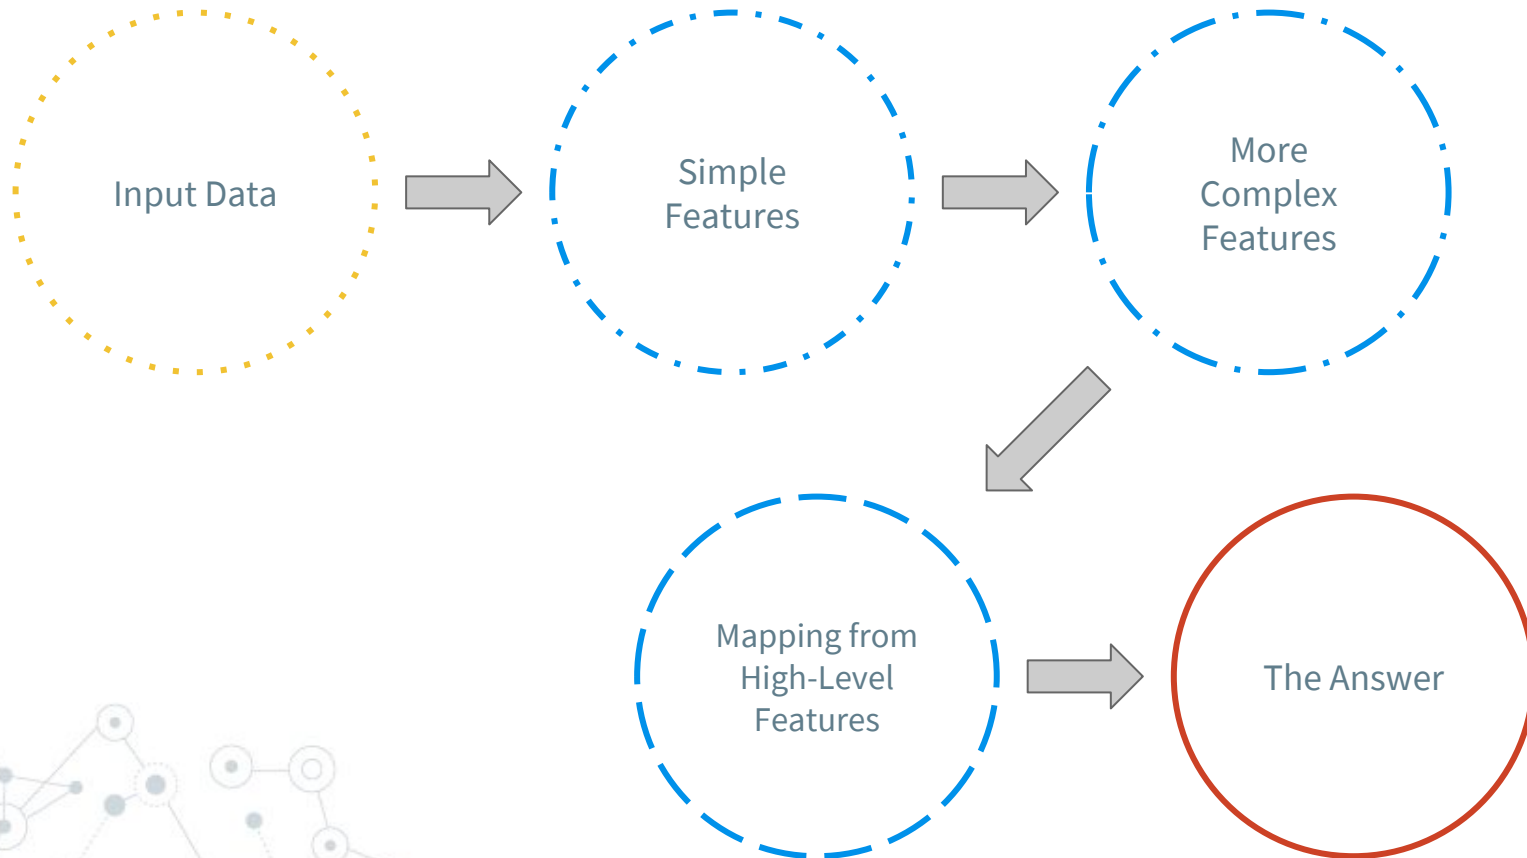 Input Data
Simple
Features
More
Complex
Features
Mapping from
High-Level
Features
The Answer